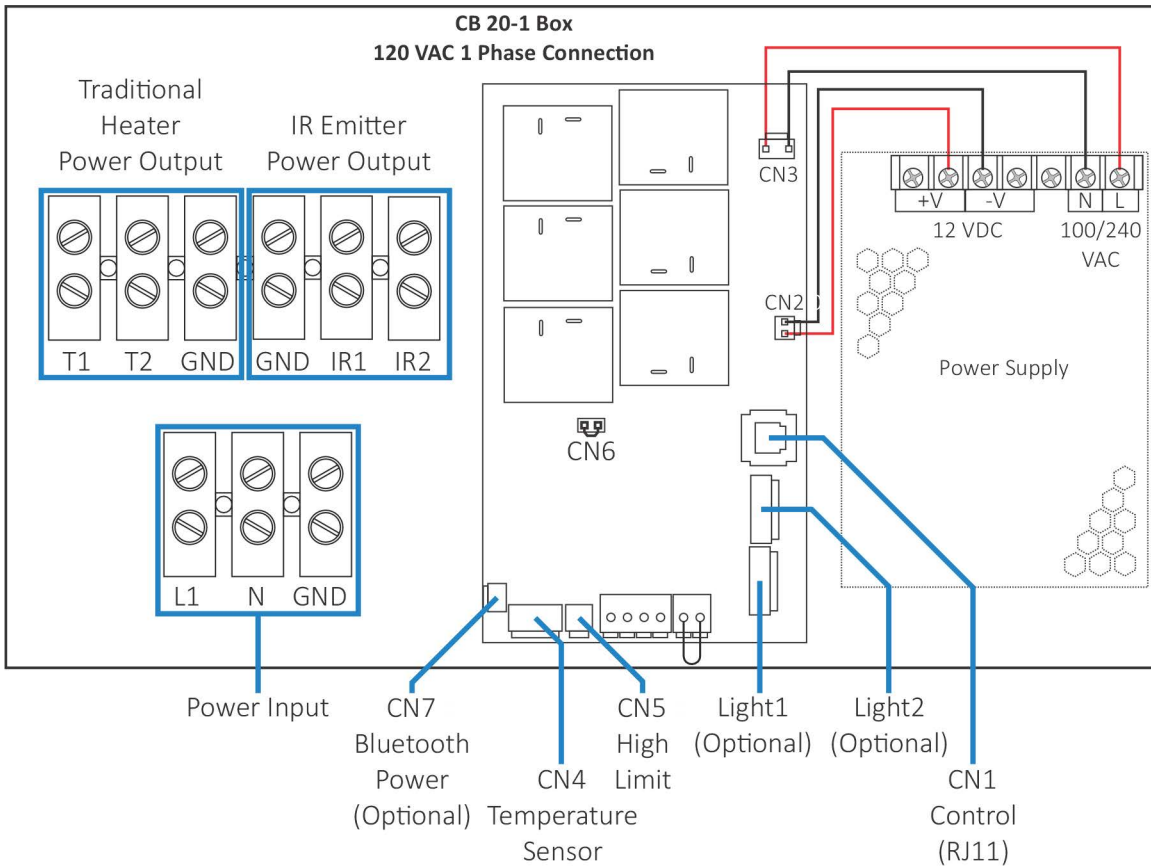 CB 20-1 Box
120 VAC 1 Phase Connection
Traditional
Heater
Power Output
IR Emitter
Power Output
T1 T2 GND
GND IR1 IR2
L1 N GND
CN3
+V -V N L
12 VDC
100/240
VAC
CN2
Power Supply
CN6
Power Input
CN7
Bluetooth
Power
(Optional)
CN4
Temperature
Sensor
CN5
High
Limit
Light1
(Optional)
Light2
(Optional)
CN1
Control
(RJ11)